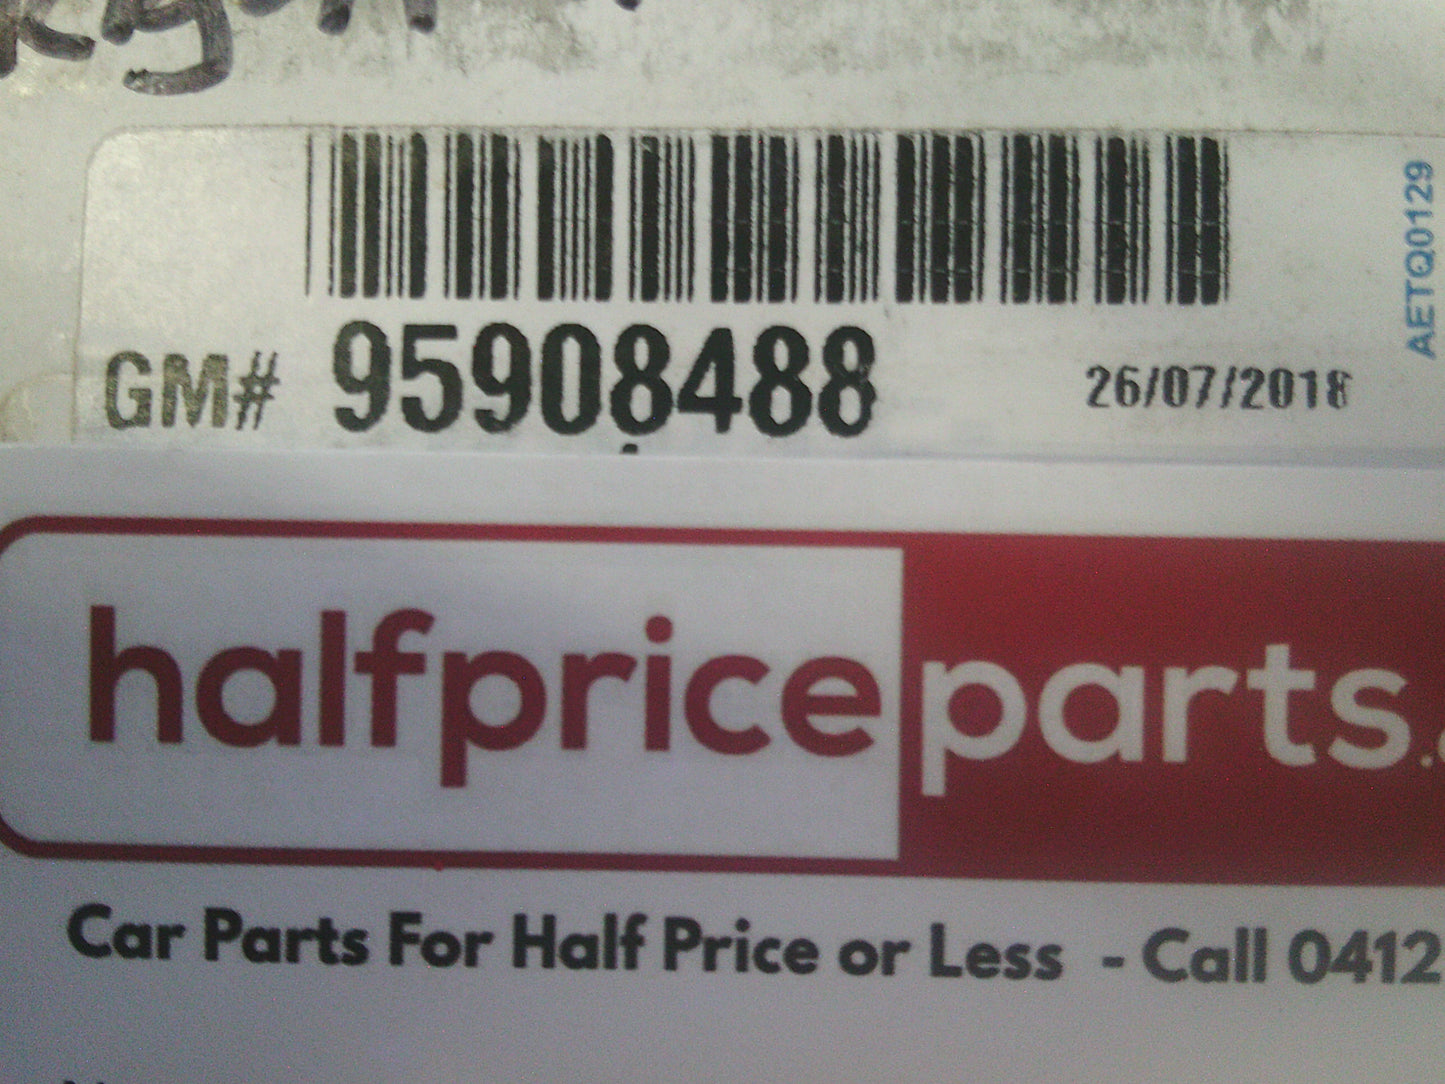 GM# 95908488
26/07/2018
AETQ0129
halfpriceparts.
Car Parts For Half Price or Less - Call 0412